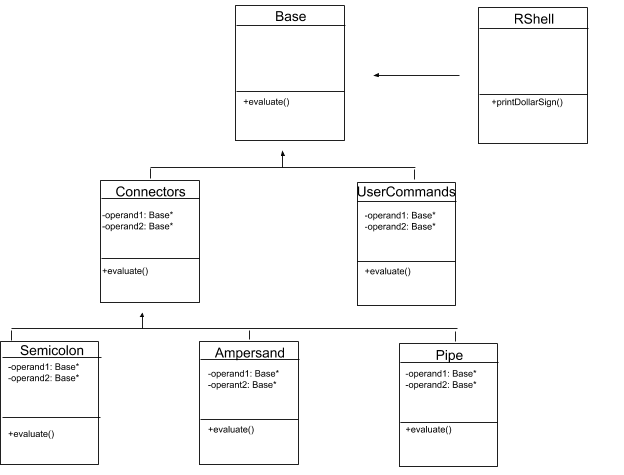 Base
+evaluate()
RShell
+printDollarSign()
Connectors
-operand1: Base*
-operand2: Base*
+evaluate()
UserCommands
-operand1: Base*
-operand2: Base*
+evaluate()
Semicolon
-operand1: Base*
-operand2: Base*
+evaluate()
Ampersand
-operand1: Base*
-operant2: Base*
+evaluate()
Pipe
-operand1: Base*
-operand2: Base*
+evaluate()